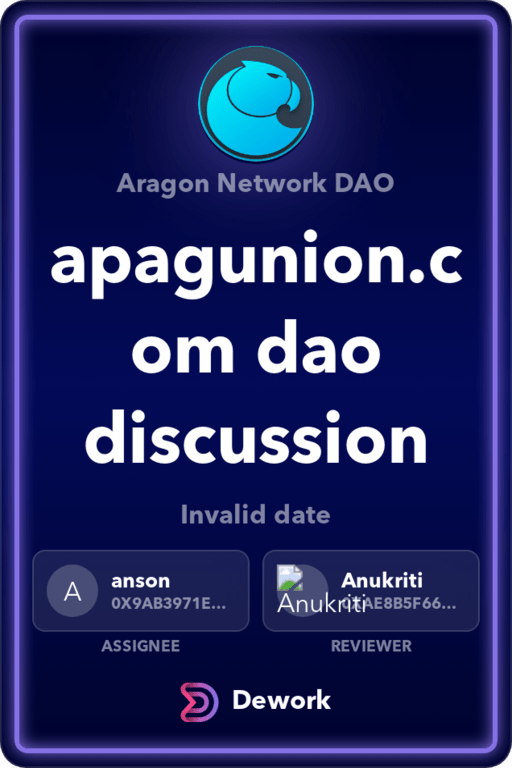 Aragon Network DAO
apagunion.c
om dao
discussion
Invalid date
A
anson
0X9AB3971E...
Anukriti
Anukriti
ASSIGNEE
REVIEWER
Dework